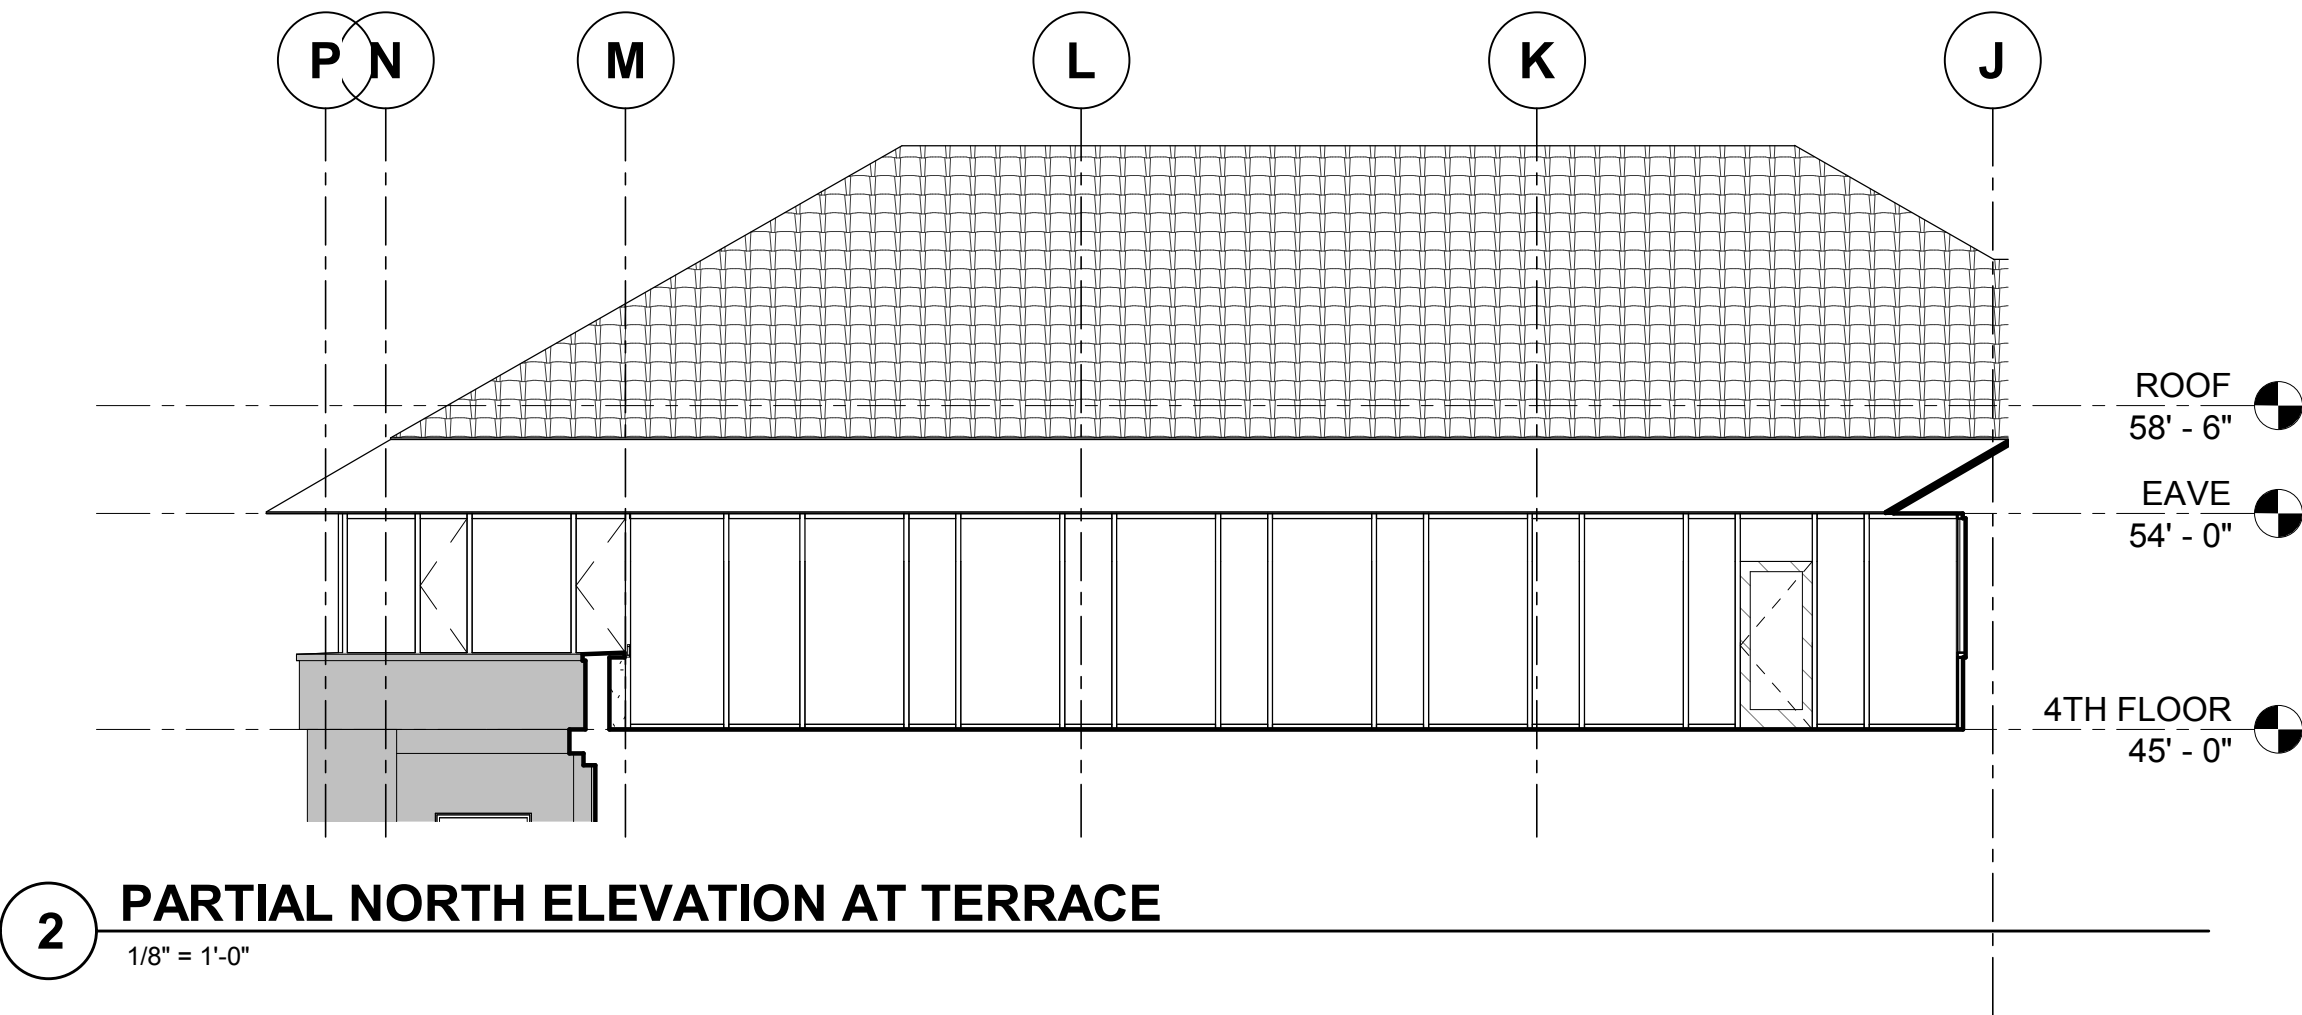 P N M L K J
ROOF
58' - 6"
EAVE
54' - 0"
4TH FLOOR
45' - 0"
2 PARTIAL NORTH ELEVATION AT TERRACE
1/8" = 1'-0"